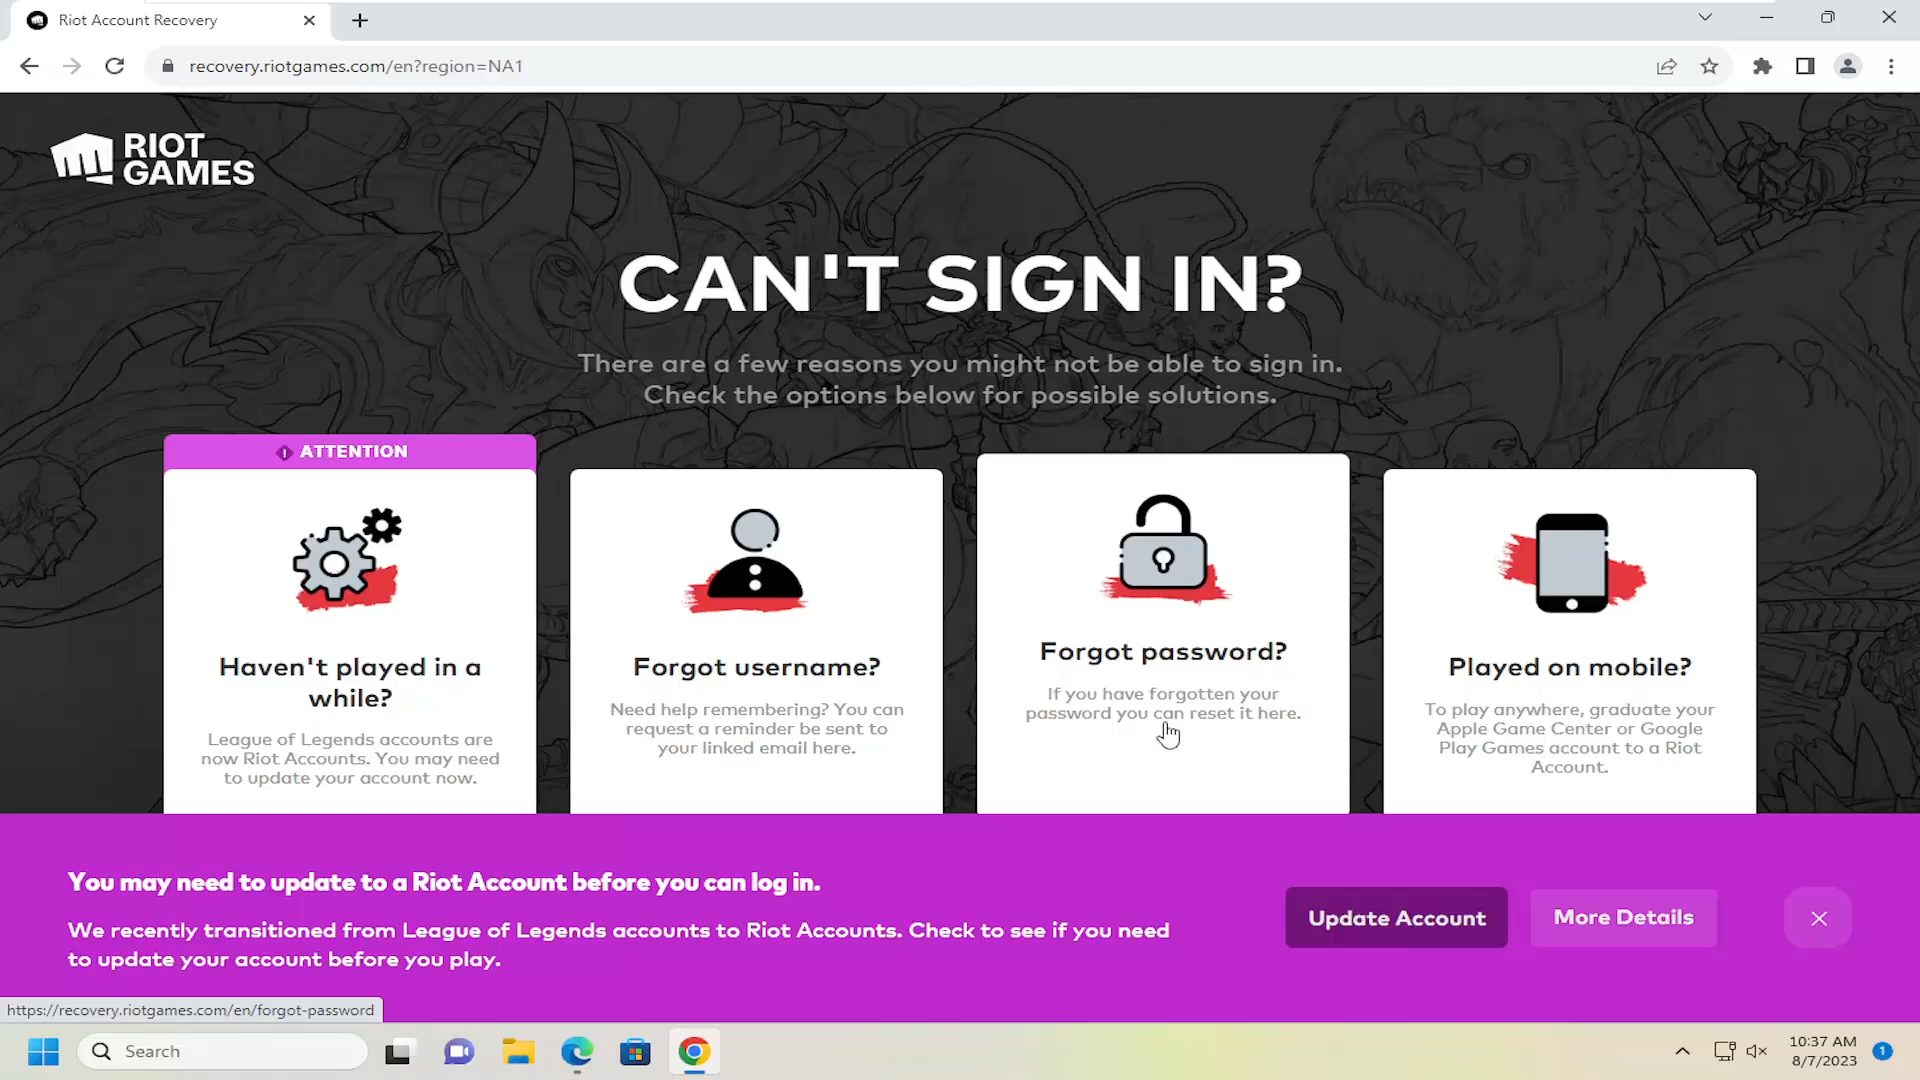 Riot Account Recovery
recovery.riotgames.com/en?region=NA1
RIOT
GAMES
CAN'T SIGN IN?
There are a few reasons you might not be able to sign in.
Check the options below for possible solutions.
ATTENTION
Haven't played in a
while?
League of Legends accounts are
now Riot Accounts. You may need
to update your account now.
Forgot username?
Need help remembering? You can
request a reminder be sent to
your linked email here.
Forgot password?
If you have forgotten your
password you can reset it here.
Played on mobile?
To play anywhere, graduate your
Apple Game Center or Google
Play Games account to a Riot
Account.
You may need to update to a Riot Account before you can log in.
We recently transitioned from League of Legends accounts to Riot Accounts. Check to see if you need
to update your account before you play.
Update Account
More Details
https://recovery.riotgames.com/en/forgot-password
Search
10:37 AM
8/7/2023
1